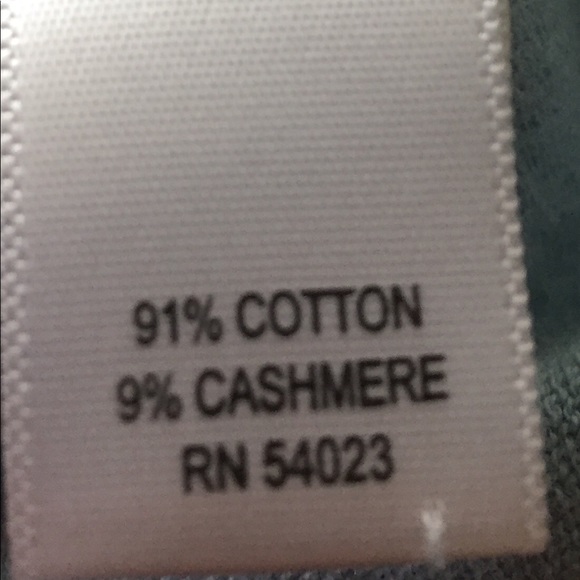 91% COTTON
9% CASHMERE
RN 54023